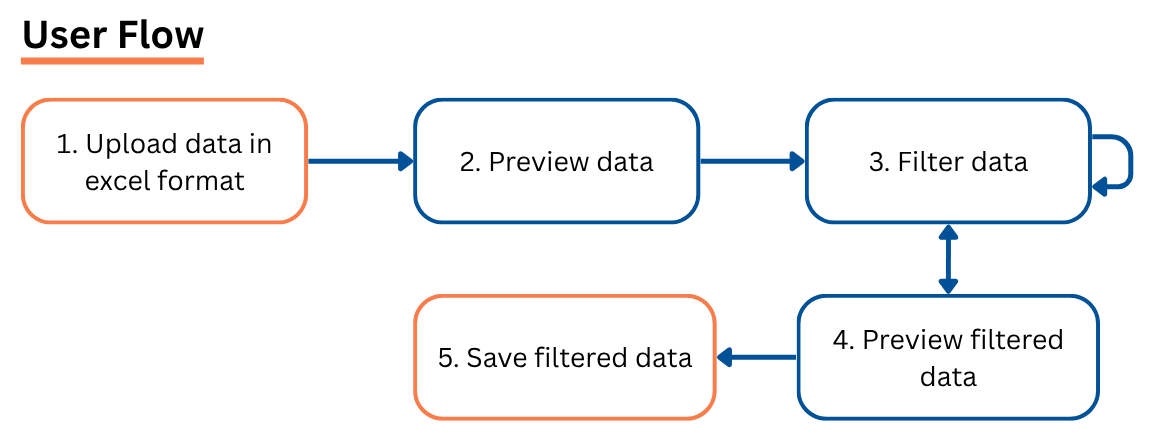 User Flow
1. Upload data in
excel format
2. Preview data
3. Filter data
4. Preview filtered
data
5. Save filtered data